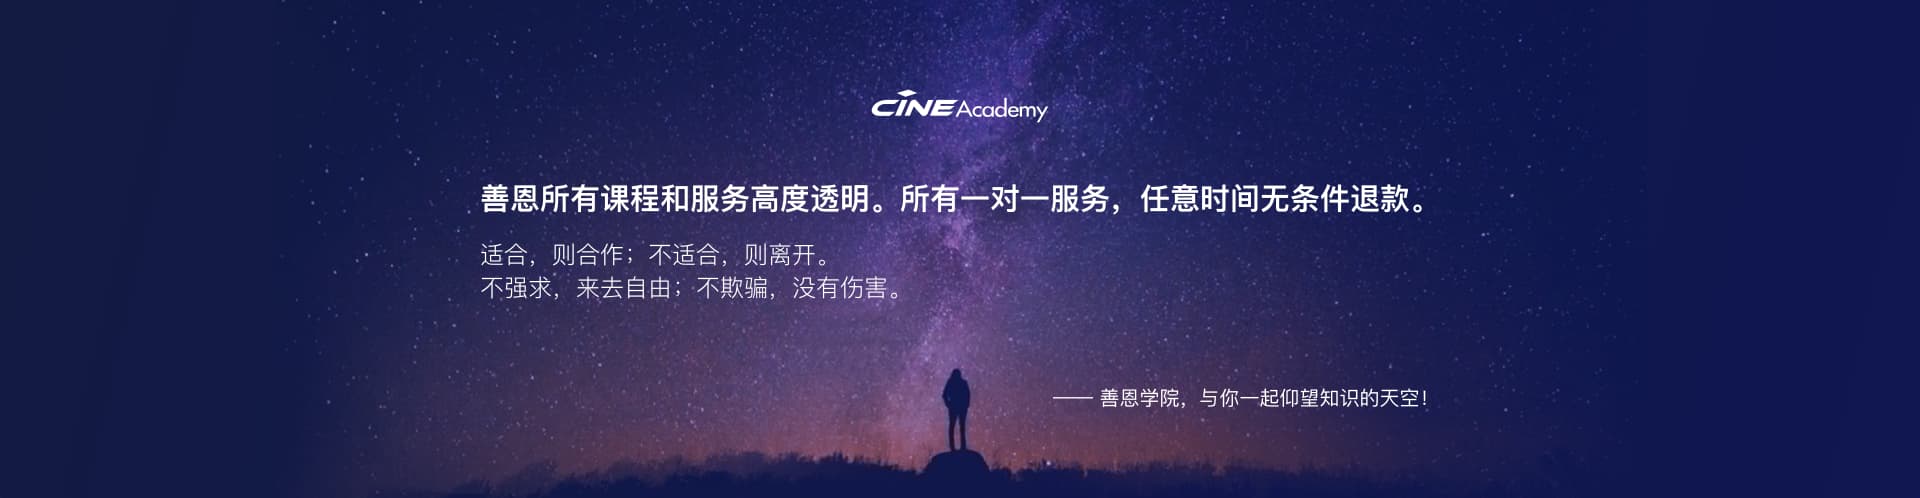 CINE Academy
善恩所有课程和服务高度透明。所有一对一服务，任意时间无条件退款。
适合，则合作；不适合，则离开。
不强求，来去自由；不欺骗，没有伤害。
—— 善恩学院，与你一起仰望知识的天空！